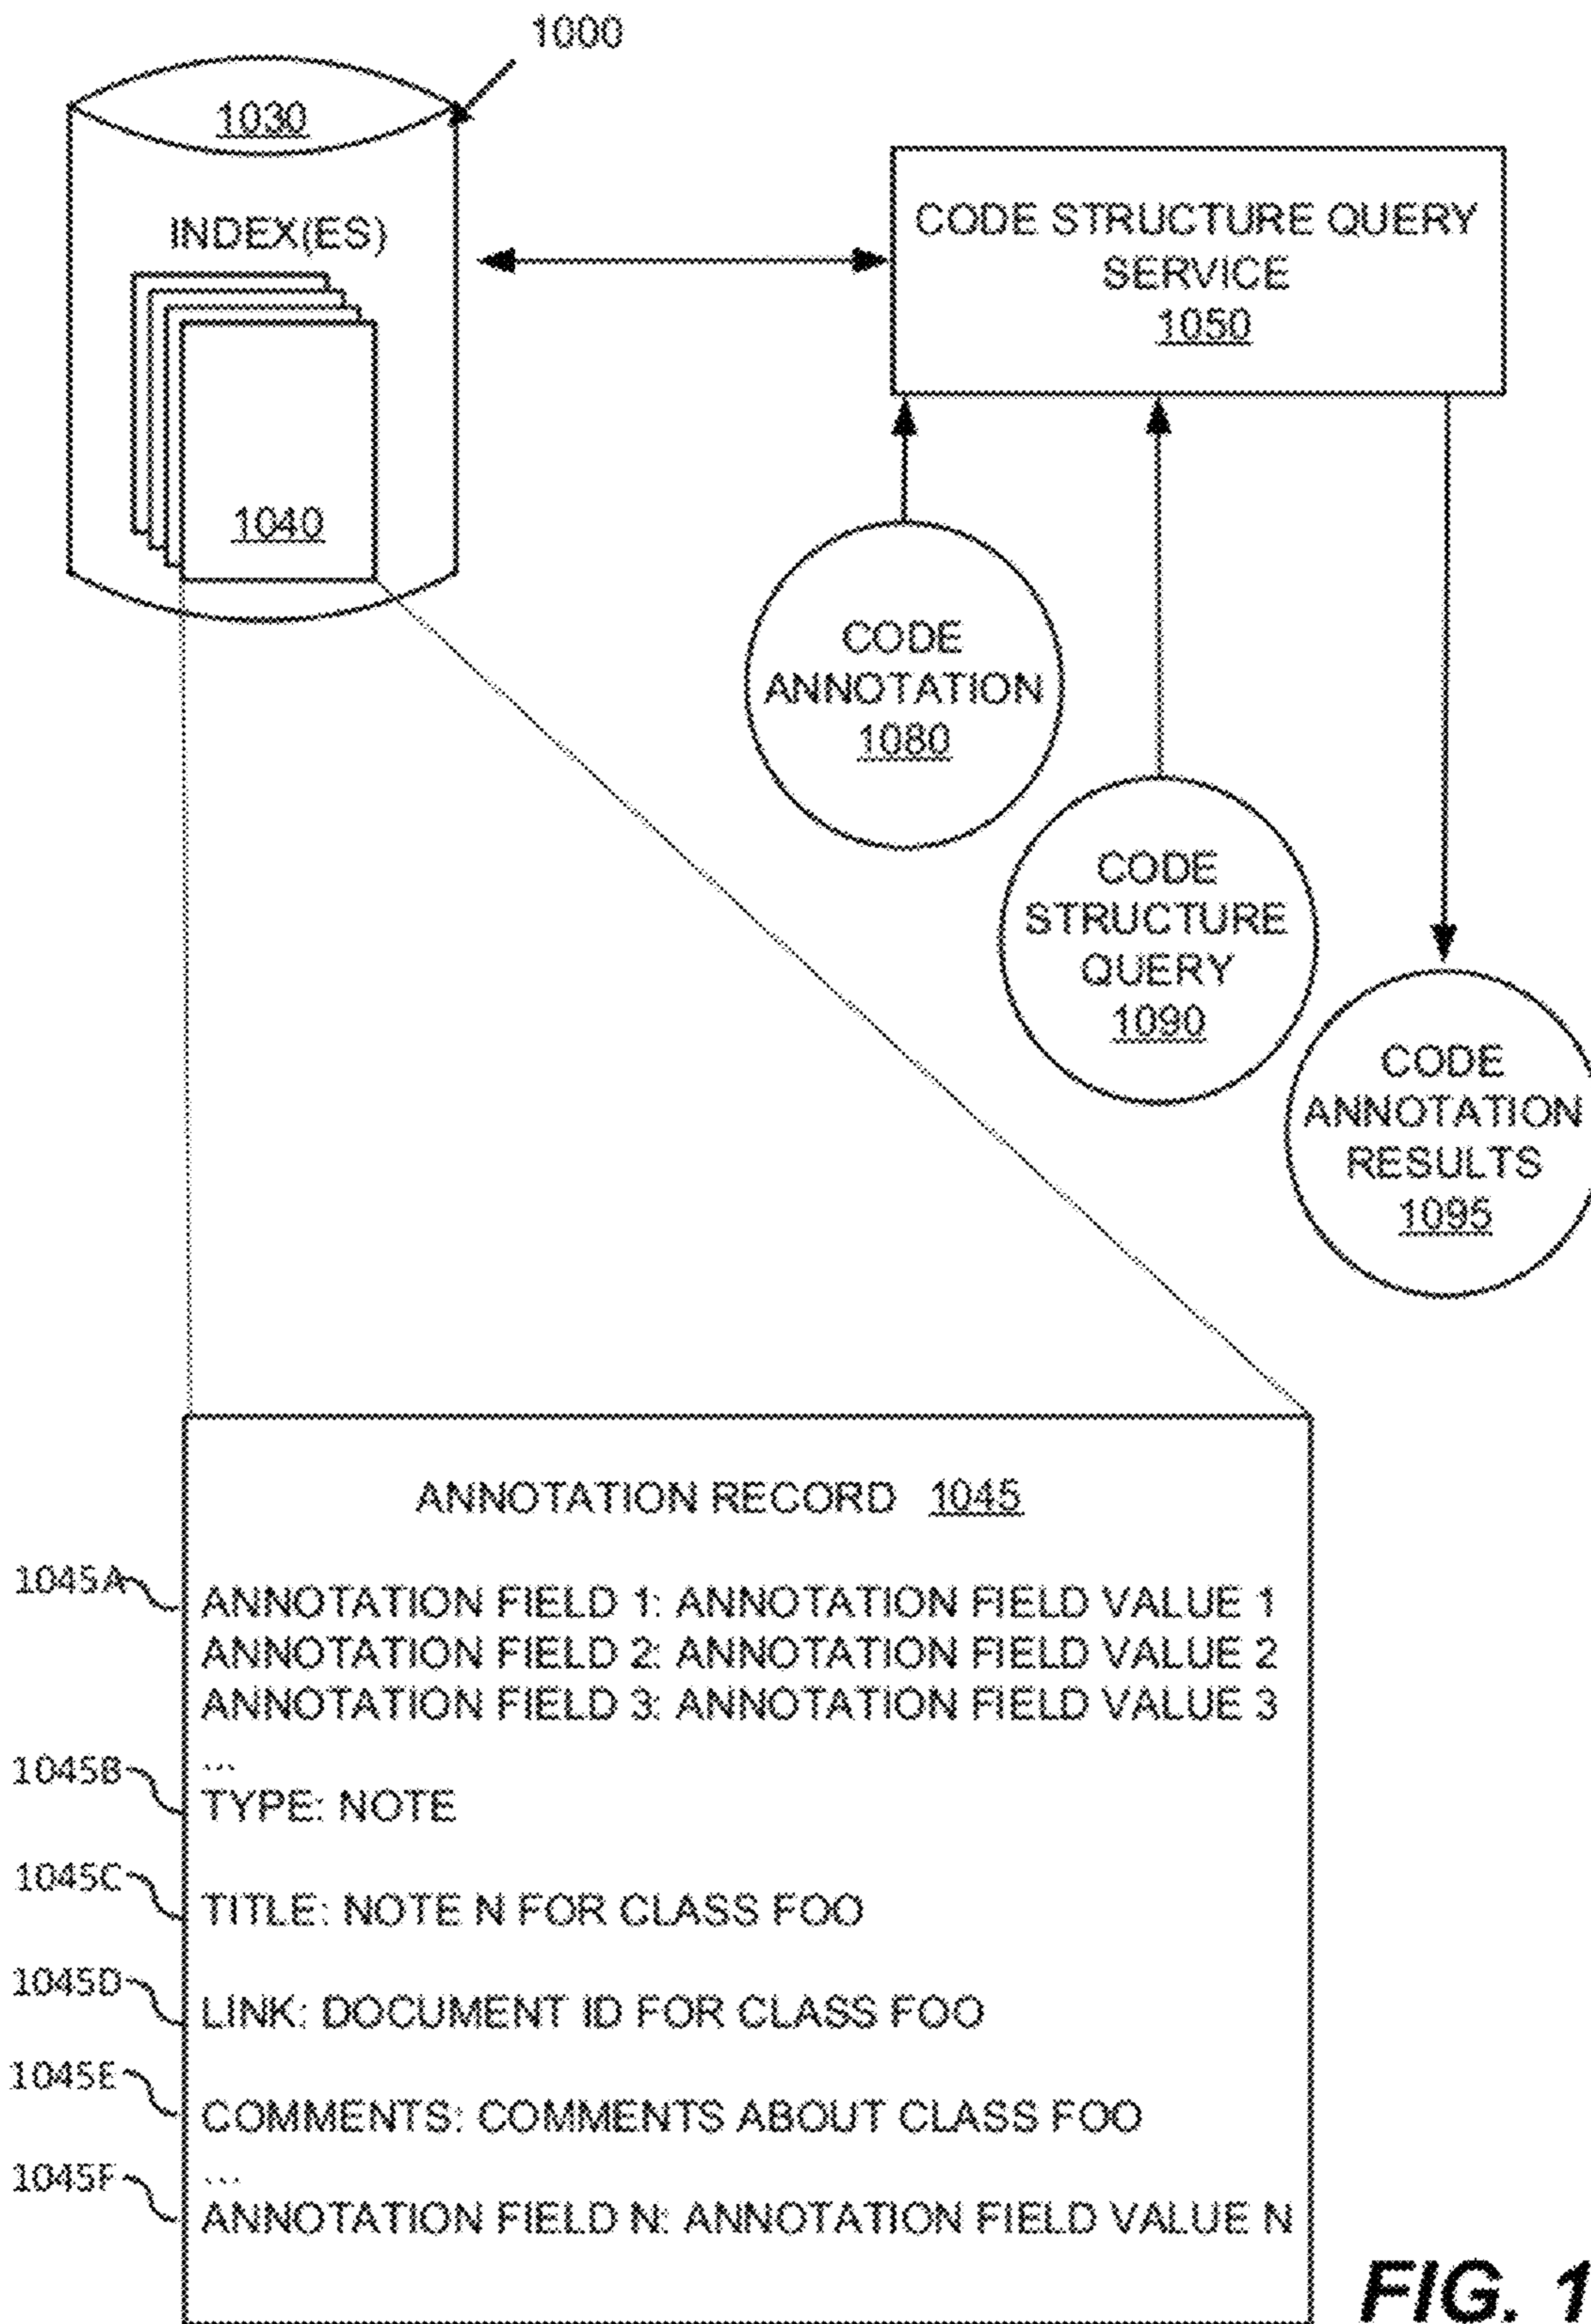 1000
1030
INDEX(ES)
1040
CODE STRUCTURE QUERY
SERVICE
1050
CODE
ANNOTATION
1080
CODE
STRUCTURE
QUERY
1090
CODE
ANNOTATION
RESULTS
1095
ANNOTATION RECORD 1045
1045A
ANNOTATION FIELD 1: ANNOTATION FIELD VALUE 1
ANNOTATION FIELD 2: ANNOTATION FIELD VALUE 2
ANNOTATION FIELD 3: ANNOTATION FIELD VALUE 3
...
1045B
TYPE: NOTE
1045C
TITLE: NOTE N FOR CLASS FOO
1045D
LINK: DOCUMENT ID FOR CLASS FOO
1045E
COMMENTS: COMMENTS ABOUT CLASS FOO
...
1045F
ANNOTATION FIELD N: ANNOTATION FIELD VALUE N
FIG. 1